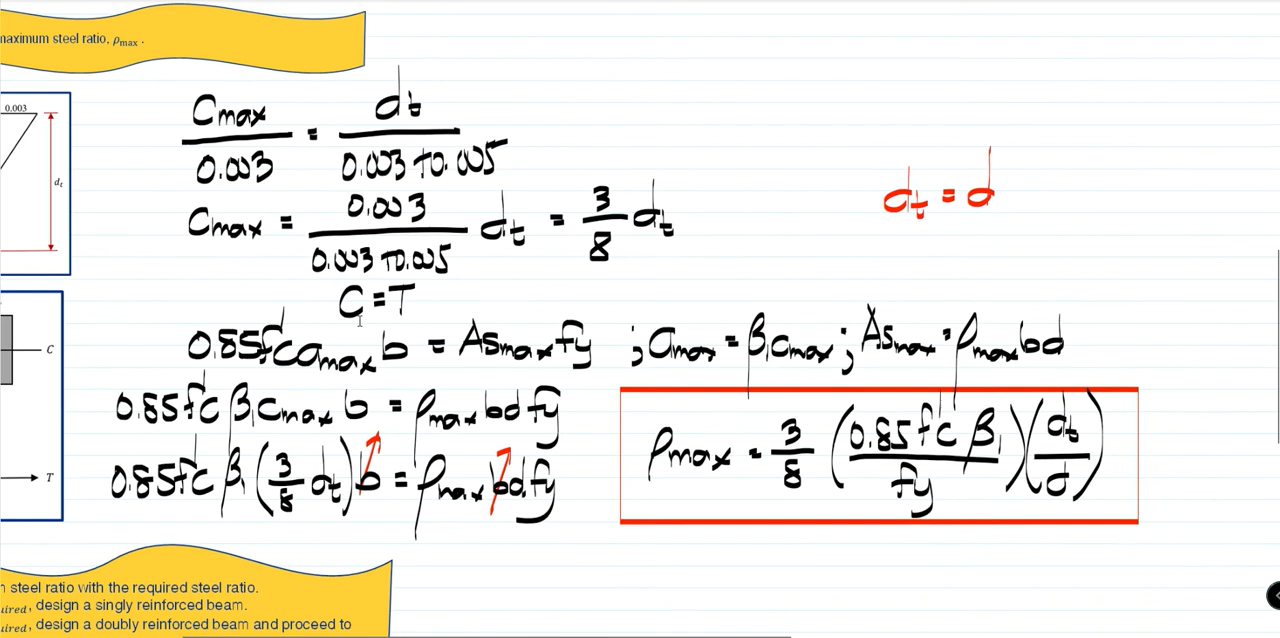 maximum steel ratio, ρmax .
0.003
dt
C
T
Cmax / 0.003 = dt / 0.003 + 0.005
Cmax = 0.003 / 0.003 + 0.005 dt = 3/8 dt
dt = d
C = T
0.85f'c amax b = Asmax fy ; amax = β1 cmax ; Asmax = ρmax bd
0.85f'c β1 cmax b = ρmax bd fy
0.85f'c β1 (3/8 dt) b = ρmax bd fy
ρmax = 3/8 (0.85 f'c β1 / fy) (dt / d)
steel ratio with the required steel ratio.
design a singly reinforced beam.
design a doubly reinforced beam and proceed to